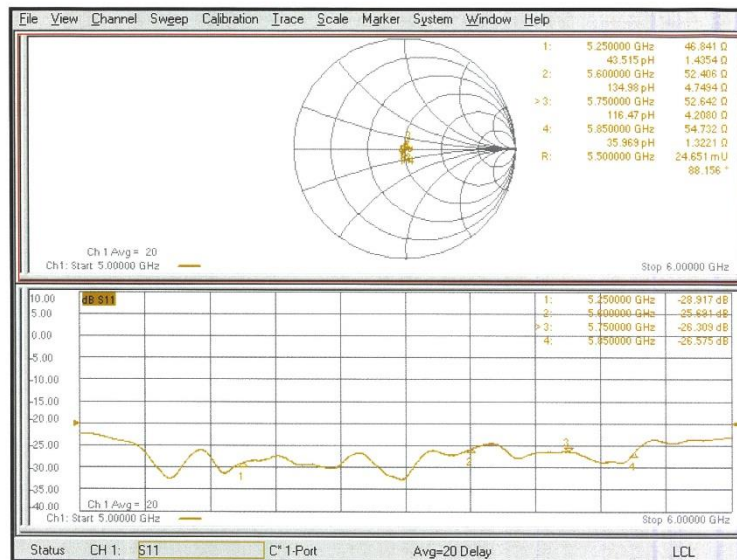 File View Channel Sweep Calibration Trace Scale Marker System Window Help
1: 5.250000 GHz 46.841 Ω
43.515 pH 1.4354 Ω
2: 5.600000 GHz 52.406 Ω
134.98 pH 4.7494 Ω
> 3: 5.750000 GHz 52.642 Ω
116.47 pH 4.2080 Ω
4: 5.850000 GHz 54.732 Ω
35.969 pH 1.3221 Ω
R: 5.500000 GHz 24.651 mU
88.156 °
Ch 1 Avg = 20
Ch1: Start 5.00000 GHz
Stop 6.00000 GHz
10.00
dB S11
5.00
0.00
-5.00
-10.00
-15.00
-20.00
-25.00
-30.00
-35.00
-40.00
1: 5.250000 GHz -28.917 dB
2: 5.600000 GHz -25.691 dB
> 3: 5.750000 GHz -26.309 dB
4: 5.850000 GHz -26.575 dB
1
2
3
4
Ch 1 Avg = 20
Ch1: Start 5.00000 GHz
Stop 6.00000 GHz
Status CH 1: S11 C* 1-Port Avg=20 Delay LCL